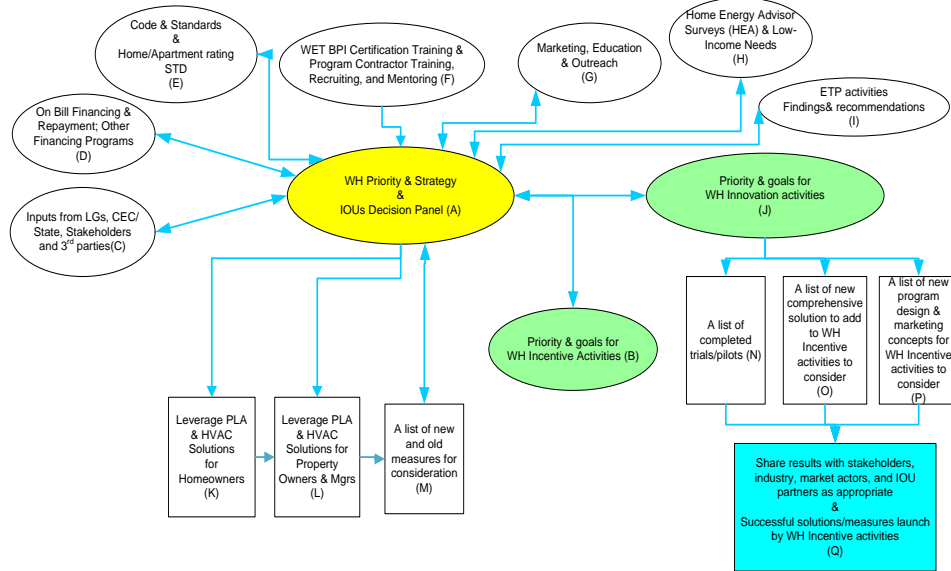 Code & Standards
&
Home/Apartment rating
STD
(E)
WET BPI Certification Training &
Program Contractor Training,
Recruiting, and Mentoring (F)
Marketing, Education
& Outreach
(G)
Home Energy Advisor
Surveys (HEA) & Low-
Income Needs
(H)
ETP activities
Findings& recommendations
(I)
On Bill Financing &
Repayment; Other
Financing Programs
(D)
Inputs from LGs, CEC/
State, Stakeholders
and 3rd parties(C)
WH Priority & Strategy
&
IOUs Decision Panel (A)
Priority & goals for
WH Innovation activities
(J)
Priority & goals for
WH Incentive Activities (B)
A list of
completed
trials/pilots (N)
A list of new
comprehensive
solution to add
to WH
Incentive
activities to
consider
(O)
A list of new
program
design &
marketing
concepts for
WH Incentive
activities to
consider
(P)
Leverage PLA
& HVAC
Solutions
for
Homeowners
(K)
Leverage PLA
& HVAC
Solutions for
Property
Owners & Mgrs
(L)
A list of new
and old
measures for
consideration
(M)
Share results with stakeholders,
industry, market actors, and IOU
partners as appropriate
&
Successful solutions/measures launch
by WH Incentive activities
(Q)